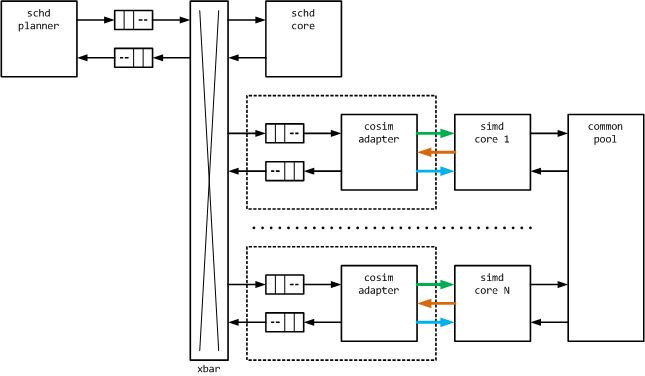 schd
planner
schd
core
cosim
adapter
simd
core 1
common
pool
cosim
adapter
simd
core N
xbar